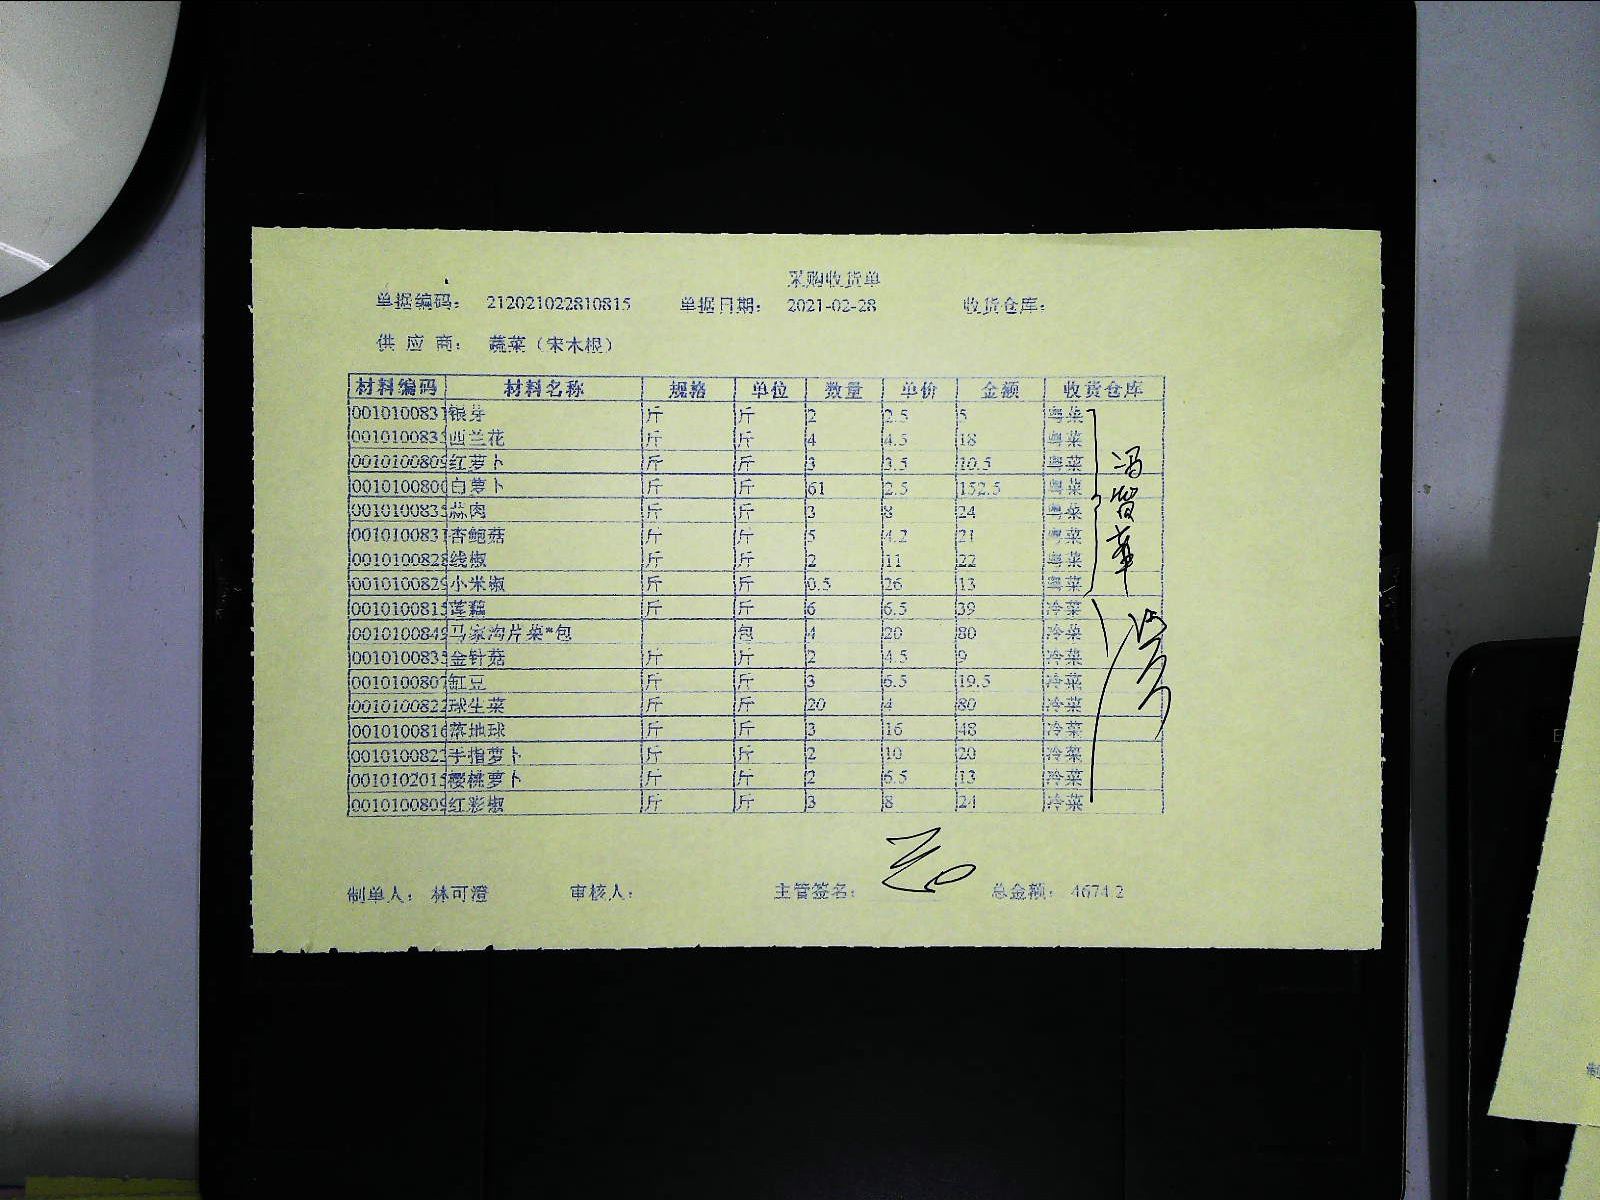 采购收货单
单据编码： 212021022810815 单据日期： 2021-02-28 收货仓库：
供 应 商： 蔬菜（宋木根）
材料编码 材料名称 规格 单位 数量 单价 金额 收货仓库
0010100831 银芽 斤 斤 2 2.5 5 粤菜
001010083 西兰花 斤 斤 4 4.5 18 粤菜
001010080 红萝卜 斤 斤 3 3.5 10.5 粤菜
001010080 白萝卜 斤 斤 61 2.5 152.5 粤菜
001010083 蒜肉 斤 斤 3 8 24 粤菜
001010083 杏鲍菇 斤 斤 5 4.2 21 粤菜
0010100828 线椒 斤 斤 2 11 22 粤菜
001010082 小米椒 斤 斤 0.5 26 13 粤菜
001010081 莲藕 斤 斤 6 6.5 39 冷菜
001010084 马家沟片菜*包 包 4 20 80 冷菜
001010083 金针菇 斤 斤 2 4.5 9 冷菜
0010100807 缸豆 斤 斤 3 6.5 19.5 冷菜
0010100822 球生菜 斤 斤 20 4 80 冷菜
0010100816 落地球 斤 斤 3 16 48 冷菜
001010082 手指萝卜 斤 斤 2 10 20 冷菜
001010201 樱桃萝卜 斤 斤 2 6.5 13 冷菜
001010080 红彩椒 斤 斤 3 8 24 冷菜
制单人： 林可澄 审核人： 主管签名： 总金额： 4674.2